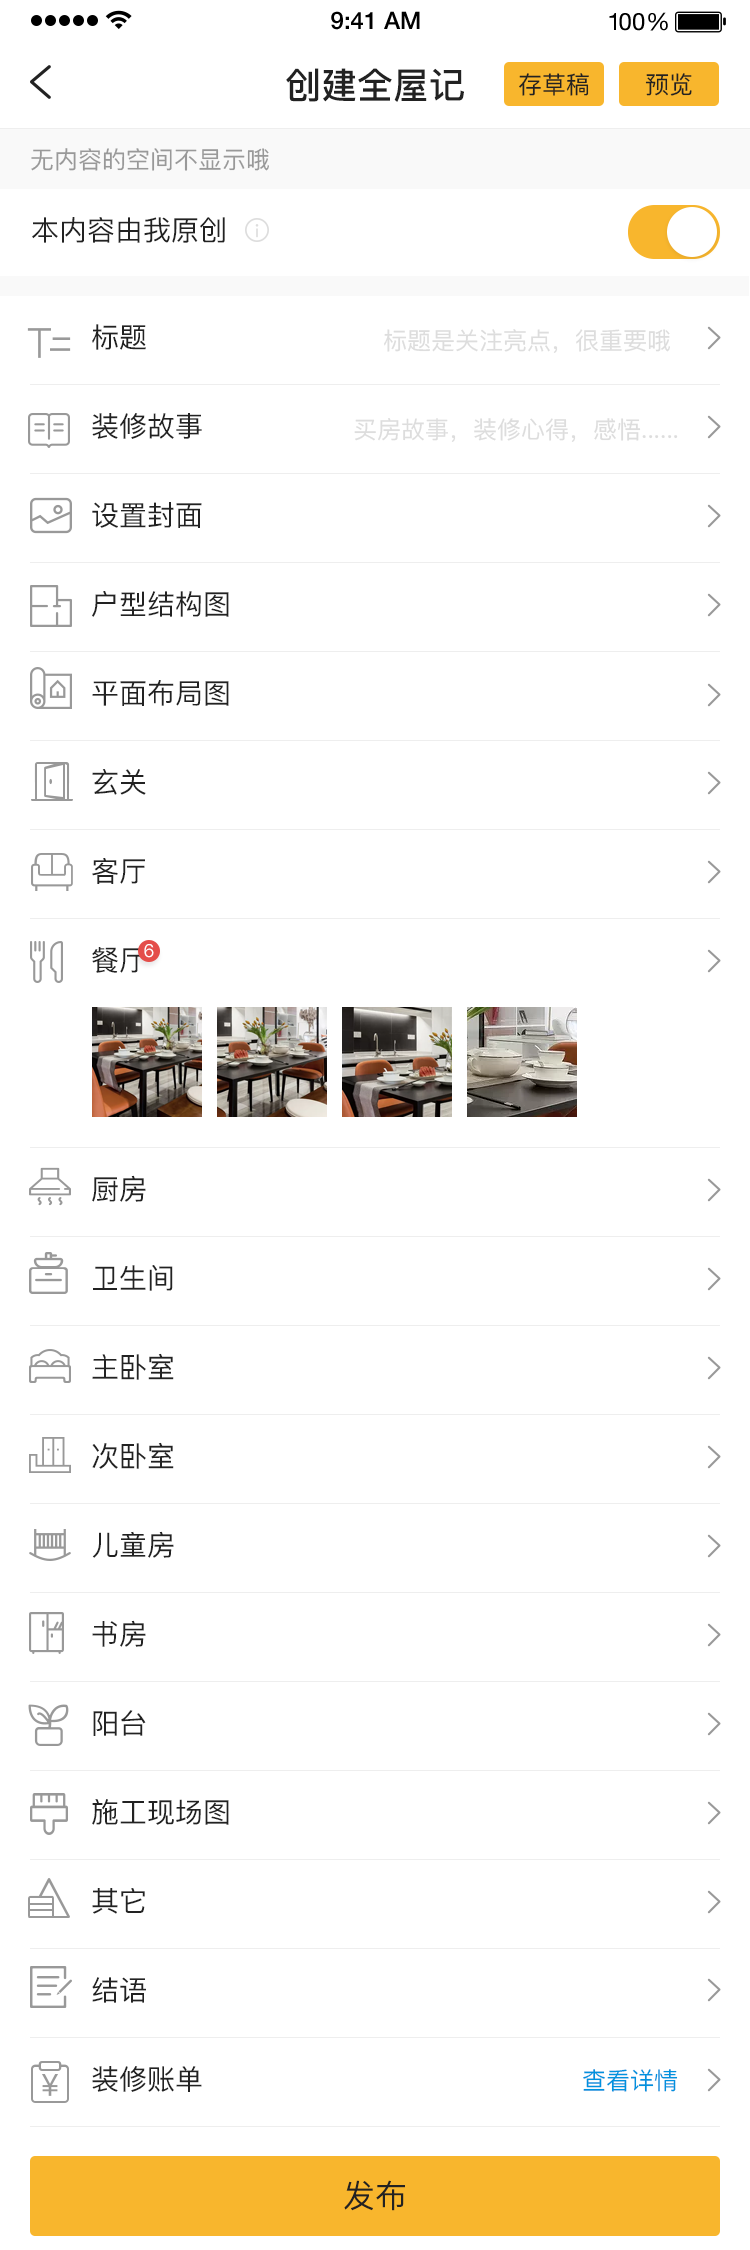 9:41 AM
100%
创建全屋记
存草稿
预览
无内容的空间不显示哦
本内容由我原创
标题
标题是关注亮点，很重要哦
装修故事
买房故事，装修心得，感悟......
设置封面
户型结构图
平面布局图
玄关
客厅
餐厅
6
厨房
卫生间
主卧室
次卧室
儿童房
书房
阳台
施工现场图
其它
结语
装修账单
查看详情
发布